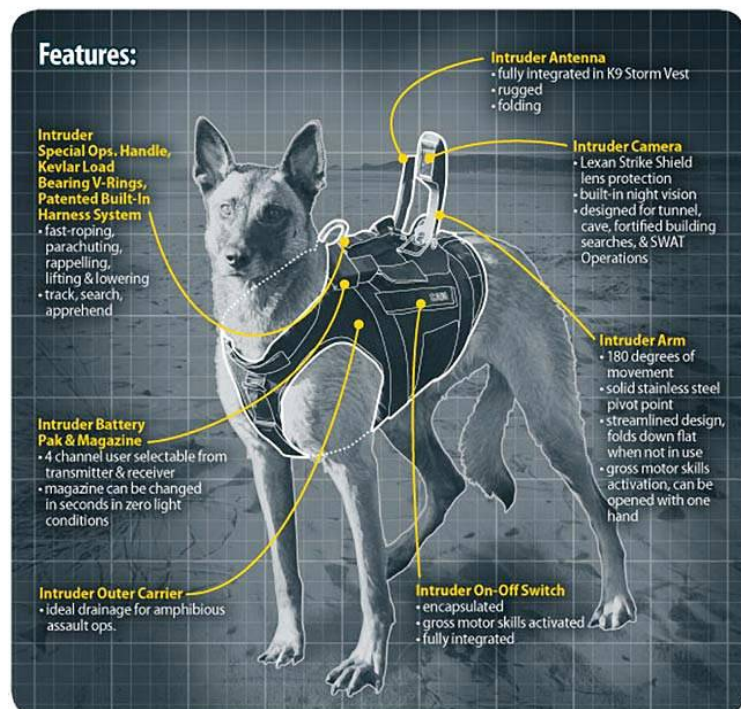 Features:
Intruder
Special Ops. Handle,
Kevlar Load
Bearing V-Rings,
Patented Built-In
Harness System
• fast-roping,
parachuting,
rappelling,
lifting & lowering
• track, search,
apprehend
Intruder Battery
Pak & Magazine
• 4 channel user selectable from
transmitter & receiver
• magazine can be changed
in seconds in zero light
conditions
Intruder Outer Carrier
• ideal drainage for amphibious
assault ops.
Intruder Antenna
• fully integrated in K9 Storm Vest
• rugged
• folding
Intruder Camera
• Lexan Strike Shield
lens protection
• built-in night vision
• designed for tunnel,
cave, fortified building
searches, & SWAT
Operations
Intruder Arm
• 180 degrees of
movement
• solid stainless steel
pivot point
• streamlined design,
folds down flat
when not in use
• gross motor skills
activation, can be
opened with one
hand
Intruder On-Off Switch
• encapsulated
• gross motor skills activated
• fully integrated